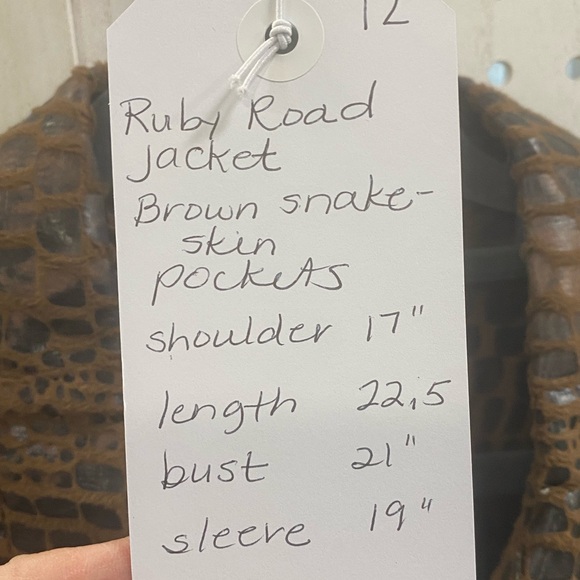 12
Ruby Road
Jacket
Brown snake-
skin
pockets
shoulder 17"
length 22.5
bust 21"
sleeve 19"